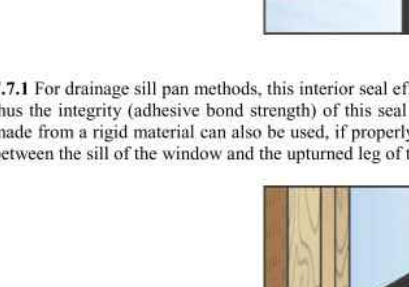 .7.1 For drainage sill pan methods, this interior seal ef
hus the integrity (adhesive bond strength) of this seal
nade from a rigid material can also be used, if properly
etween the sill of the window and the upturned leg of t